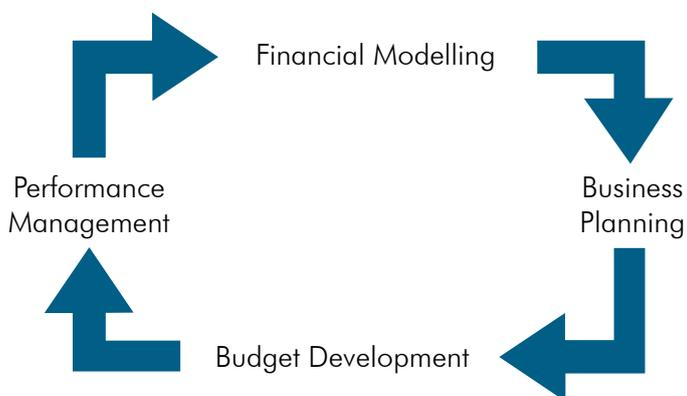 Financial Modelling
Performance
Management
Business
Planning
Budget Development